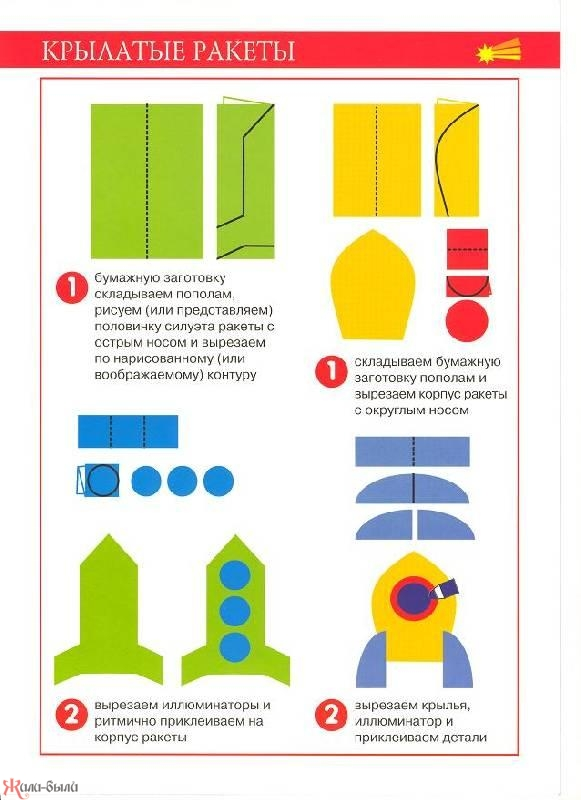 КРЫЛАТЫЕ РАКЕТЫ
1
бумажную заготовку
складываем пополам,
рисуем (или представляем)
половинку силуэта ракеты с
острым носом и вырезаем
по нарисованному (или
воображаемому) контуру
1
складываем бумажную
заготовку пополам и
вырезаем корпус ракеты
с округлым носом
2
вырезаем иллюминаторы и
ритмично приклеиваем на
корпус ракеты
2
вырезаем крылья,
иллюминатор и
приклеиваем детали
Жили-были